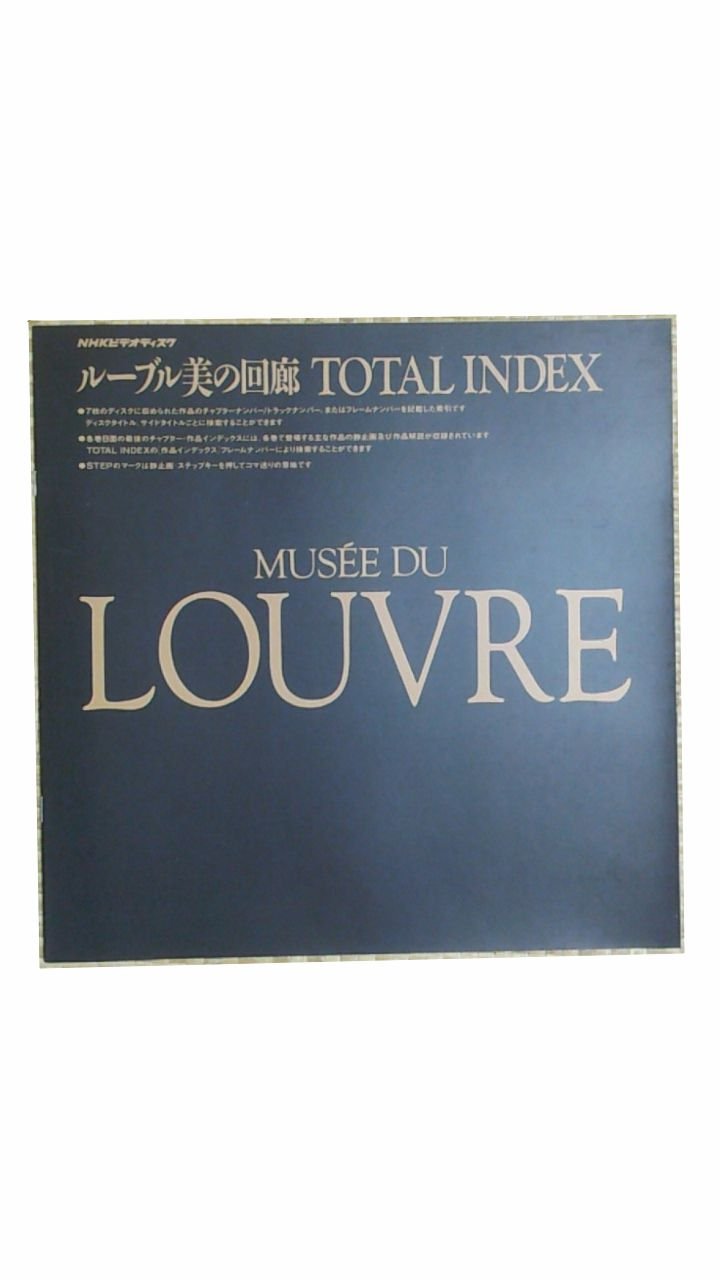 NHKビデオディスク
ルーブル美の回廊 TOTAL INDEX
●7枚のディスクに収められた作品のチャプターナンバー/トラックナンバー、またはフレームナンバーを記載した索引です
ディスクタイトル、サイドタイトルごとに検索することができます
●各巻B面の最後のチャプター・作品インデックスには、各巻で登場する主な作品の静止画及び作品解説が収録されています
TOTAL INDEXの〔作品インデックス〕フレームナンバーにより検索することができます
●STEPのマークは静止画・ステップキーを押してコマ送りの意味です
MUSÉE DU
LOUVRE